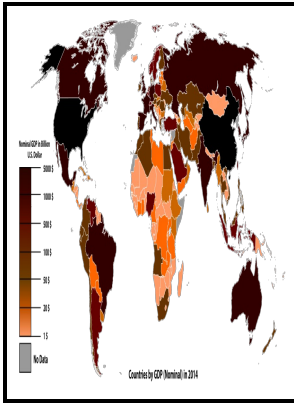 Nominal GDP in Billion
U.S. Dollar
5000 $
1000 $
500 $
100 $
50 $
20 $
1 $
No Data
Countries by GDP (Nominal) in 2014